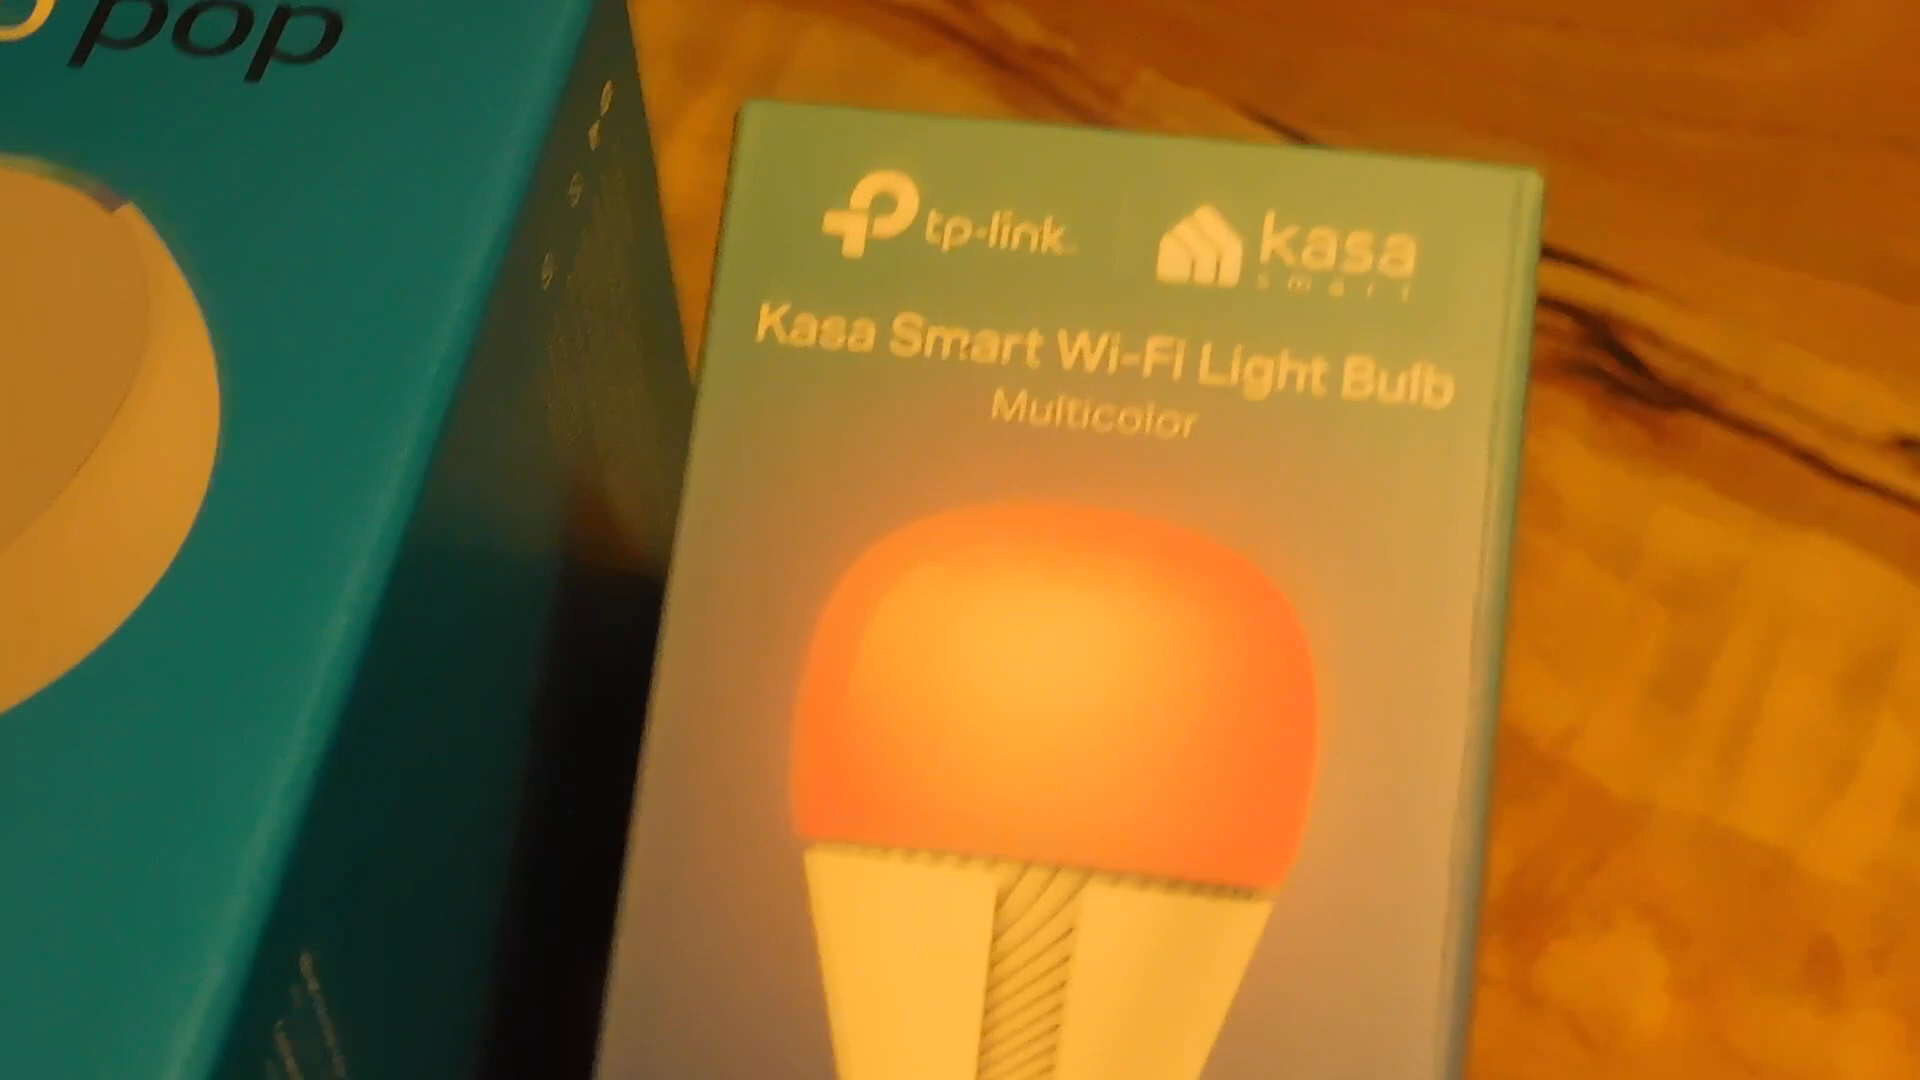 pop
tp-link
kasa
smart
Kasa Smart Wi-Fi Light Bulb
Multicolor